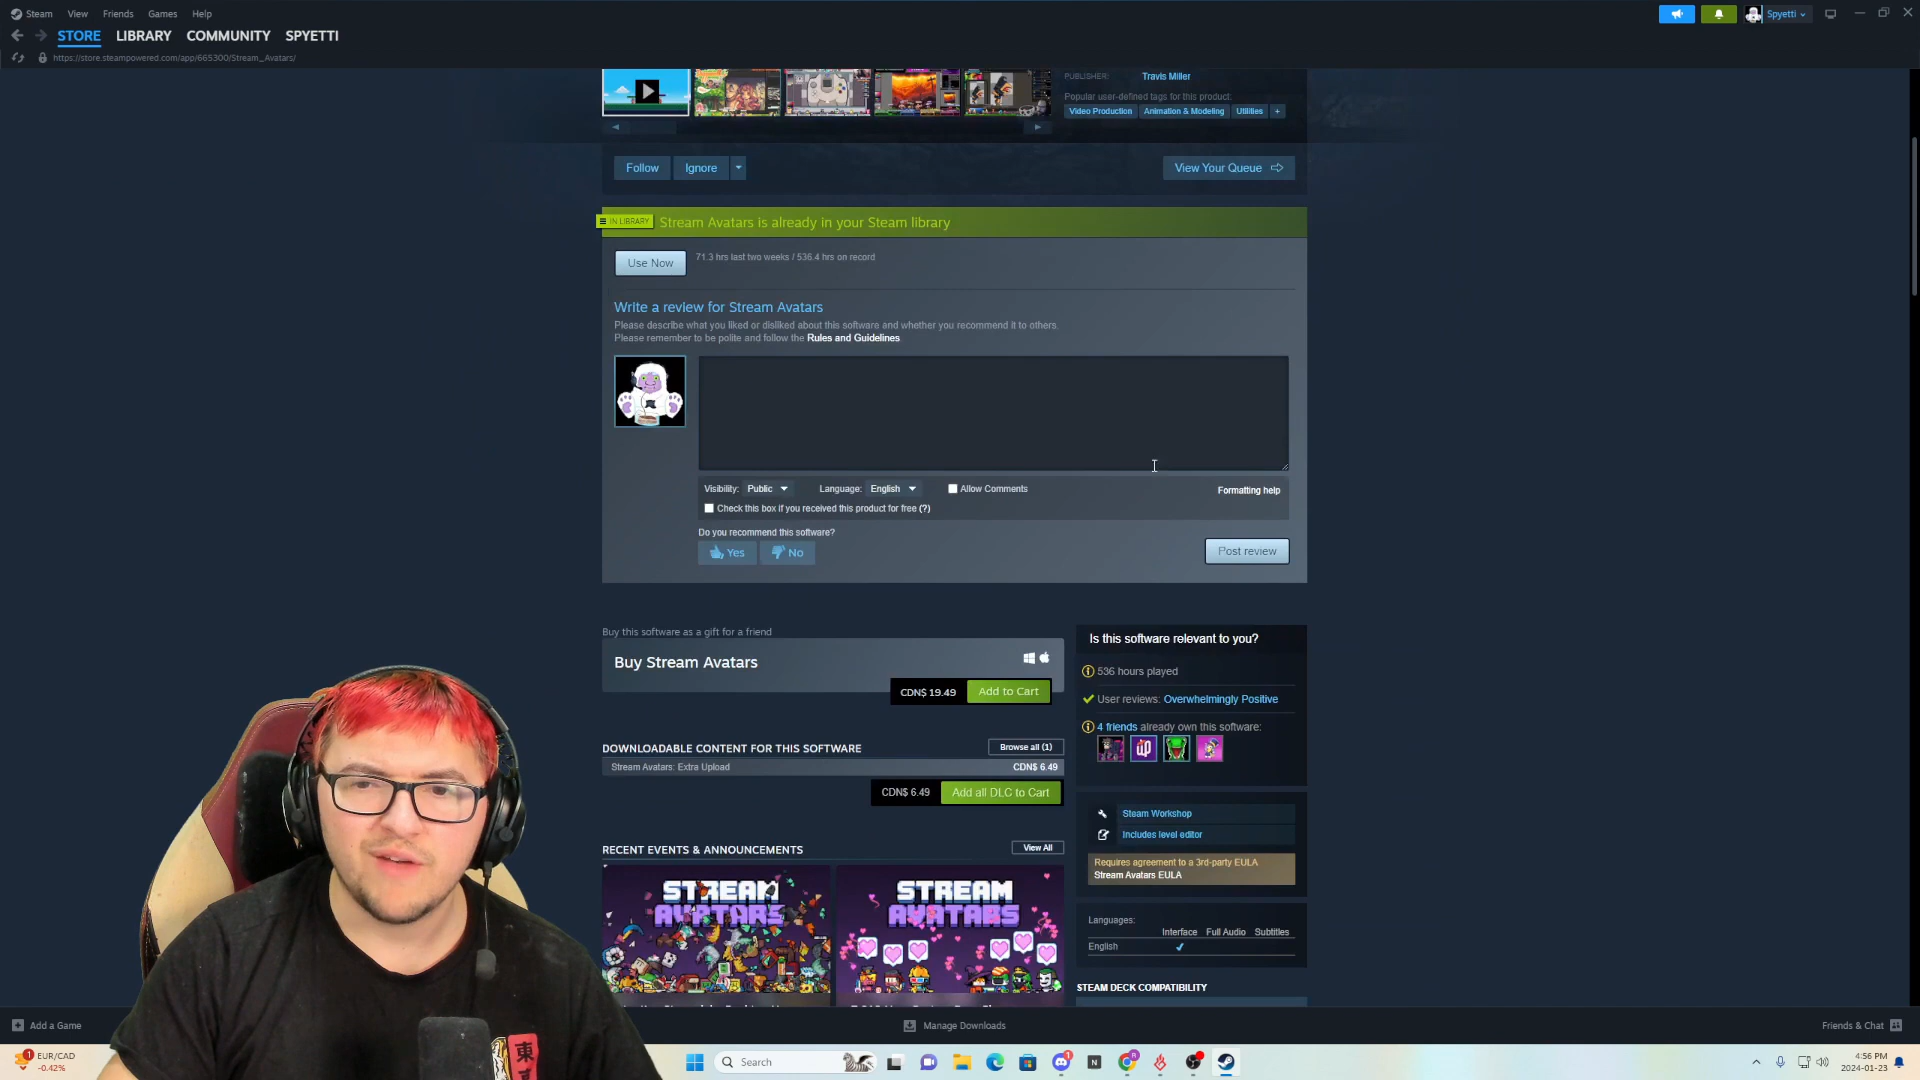 Steam View Friends Games Help
Spyetti
STORE LIBRARY COMMUNITY SPYETTI
https://store.steampowered.com/app/665300/Stream_Avatars/
PUBLISHER: Travis Miller
Popular user-defined tags for this product:
Video Production Animation & Modeling Utilities +
Follow Ignore View Your Queue
IN LIBRARY Stream Avatars is already in your Steam library
Use Now 71.3 hrs last two weeks / 536.4 hrs on record
Write a review for Stream Avatars
Please describe what you liked or disliked about this software and whether you recommend it to others.
Please remember to be polite and follow the Rules and Guidelines
Visibility: Public Language: English Allow Comments Formatting help
Check this box if you received this product for free (?)
Do you recommend this software?
Yes No Post review
Buy this software as a gift for a friend
Buy Stream Avatars
CDN$ 19.49 Add to Cart
DOWNLOADABLE CONTENT FOR THIS SOFTWARE Browse all (1)
Stream Avatars: Extra Upload CDN$ 6.49
CDN$ 6.49 Add all DLC to Cart
RECENT EVENTS & ANNOUNCEMENTS View All
STREAM AVATARS
STREAM AVATARS
Is this software relevant to you?
536 hours played
User reviews: Overwhelmingly Positive
4 friends already own this software:
Steam Workshop
Includes level editor
Requires agreement to a 3rd-party EULA
Stream Avatars EULA
Languages:
Interface Full Audio Subtitles
English ✔
STEAM DECK COMPATIBILITY
Add a Game Manage Downloads Friends & Chat
東
EUR/CAD
-0.42%
Search
4:56 PM
2024-01-23